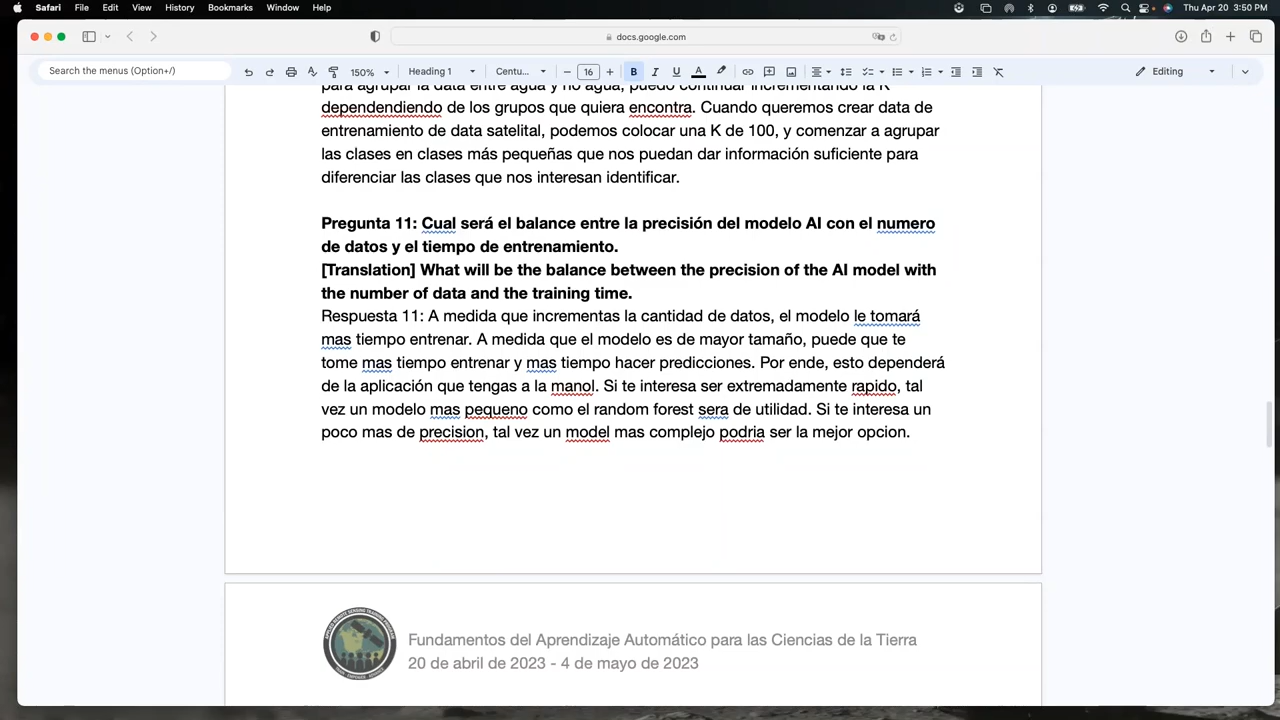 Safari File Edit View History Bookmarks Window Help Thu Apr 20 3:50 PM
docs.google.com
Search the menus (Option+/) 150% Heading 1 Centu... 16 B I U A Editing
para agrupar la data entre agua y no agua, puedo continuar incrementando la K
dependendiendo de los grupos que quiera encontra. Cuando queremos crear data de
entrenamiento de data satelital, podemos colocar una K de 100, y comenzar a agrupar
las clases en clases más pequeñas que nos puedan dar información suficiente para
diferenciar las clases que nos interesan identificar.
Pregunta 11: Cual será el balance entre la precisión del modelo AI con el numero
de datos y el tiempo de entrenamiento.
[Translation] What will be the balance between the precision of the AI model with
the number of data and the training time.
Respuesta 11: A medida que incrementas la cantidad de datos, el modelo le tomará
mas tiempo entrenar. A medida que el modelo es de mayor tamaño, puede que te
tome mas tiempo entrenar y mas tiempo hacer predicciones. Por ende, esto dependerá
de la aplicación que tengas a la manol. Si te interesa ser extremadamente rapido, tal
vez un modelo mas pequeno como el random forest sera de utilidad. Si te interesa un
poco mas de precision, tal vez un model mas complejo podria ser la mejor opcion.
Fundamentos del Aprendizaje Automático para las Ciencias de la Tierra
20 de abril de 2023 - 4 de mayo de 2023